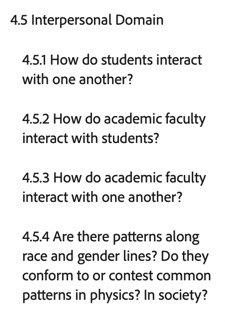 4.5 Interpersonal Domain
4.5.1 How do students interact
with one another?
4.5.2 How do academic faculty
interact with students?
4.5.3 How do academic faculty
interact with one another?
4.5.4 Are there patterns along
race and gender lines? Do they
conform to or contest common
patterns in physics? In society?